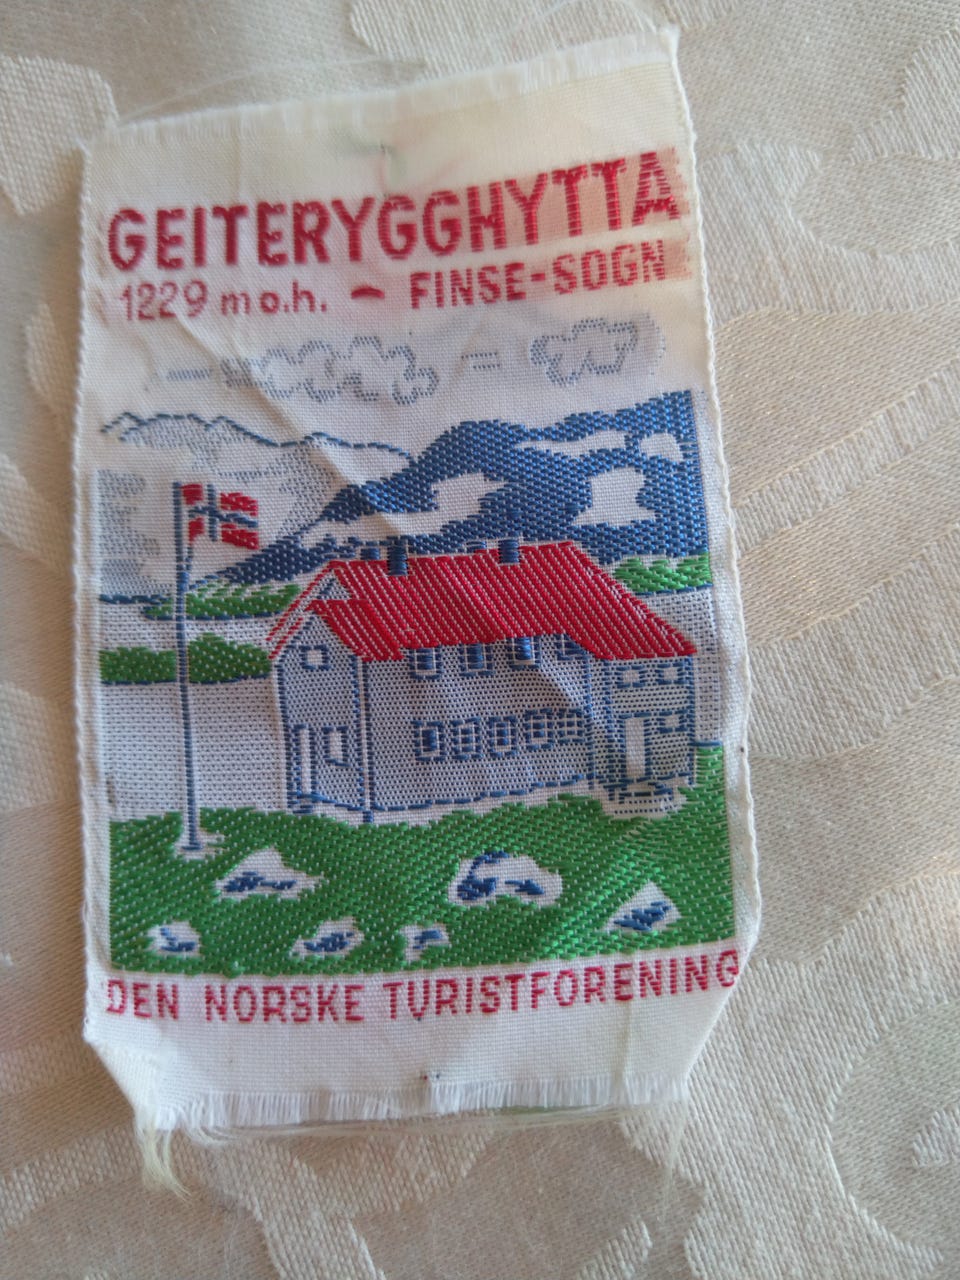 GEITERYGGHYTTA
1229 m o.h. - FINSE-SOGN
DEN NORSKE TURISTFORENING